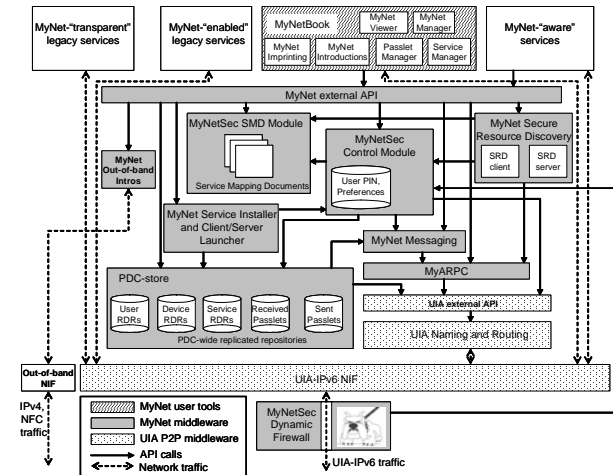 MyNet-"transparent"
legacy services
MyNet-"enabled"
legacy services
MyNetBook
MyNet
Viewer
MyNet
Manager
MyNet
Imprinting
MyNet
Introductions
Passlet
Manager
Service
Manager
MyNet-"aware"
services
MyNet external API
MyNetSec SMD Module
Service Mapping Documents
MyNetSec
Control Module
User PIN,
Preferences
MyNet Secure
Resource Discovery
SRD
client
SRD
server
MyNet
Out-of-band
Intros
MyNet Service Installer
and Client/Server
Launcher
MyNet Messaging
MyARPC
PDC-store
User
RDRs
Device
RDRs
Service
RDRs
Received
Passlets
Sent
Passlets
PDC-wide replicated repositories
UIA external API
UIA Naming and Routing
Out-of-band
NIF
UIA-IPv6 NIF
IPv4,
NFC
traffic
MyNet user tools
MyNet middleware
UIA P2P middleware
API calls
Network traffic
MyNetSec
Dynamic
Firewall
UIA-IPv6 traffic